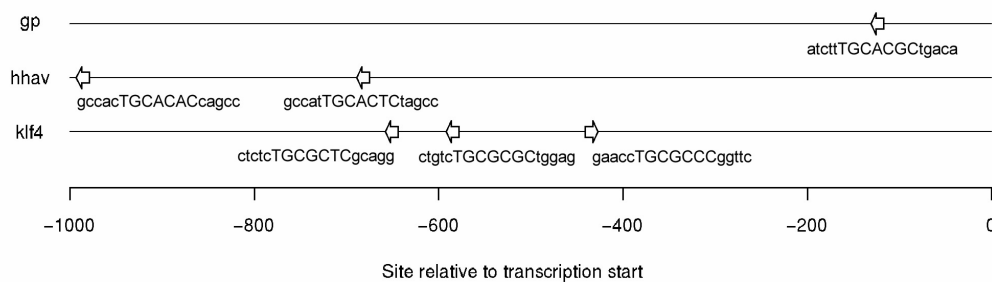 gp
atcttTGCACGCtgaca
hhav
gccacTGCACACcagcc gccatTGCACTCtagcc
klf4
ctctcTGCGCTCgcagg ctgtcTGCGCGCtggag gaaccTGCGCCCggttc
−1000 −800 −600 −400 −200 0
Site relative to transcription start